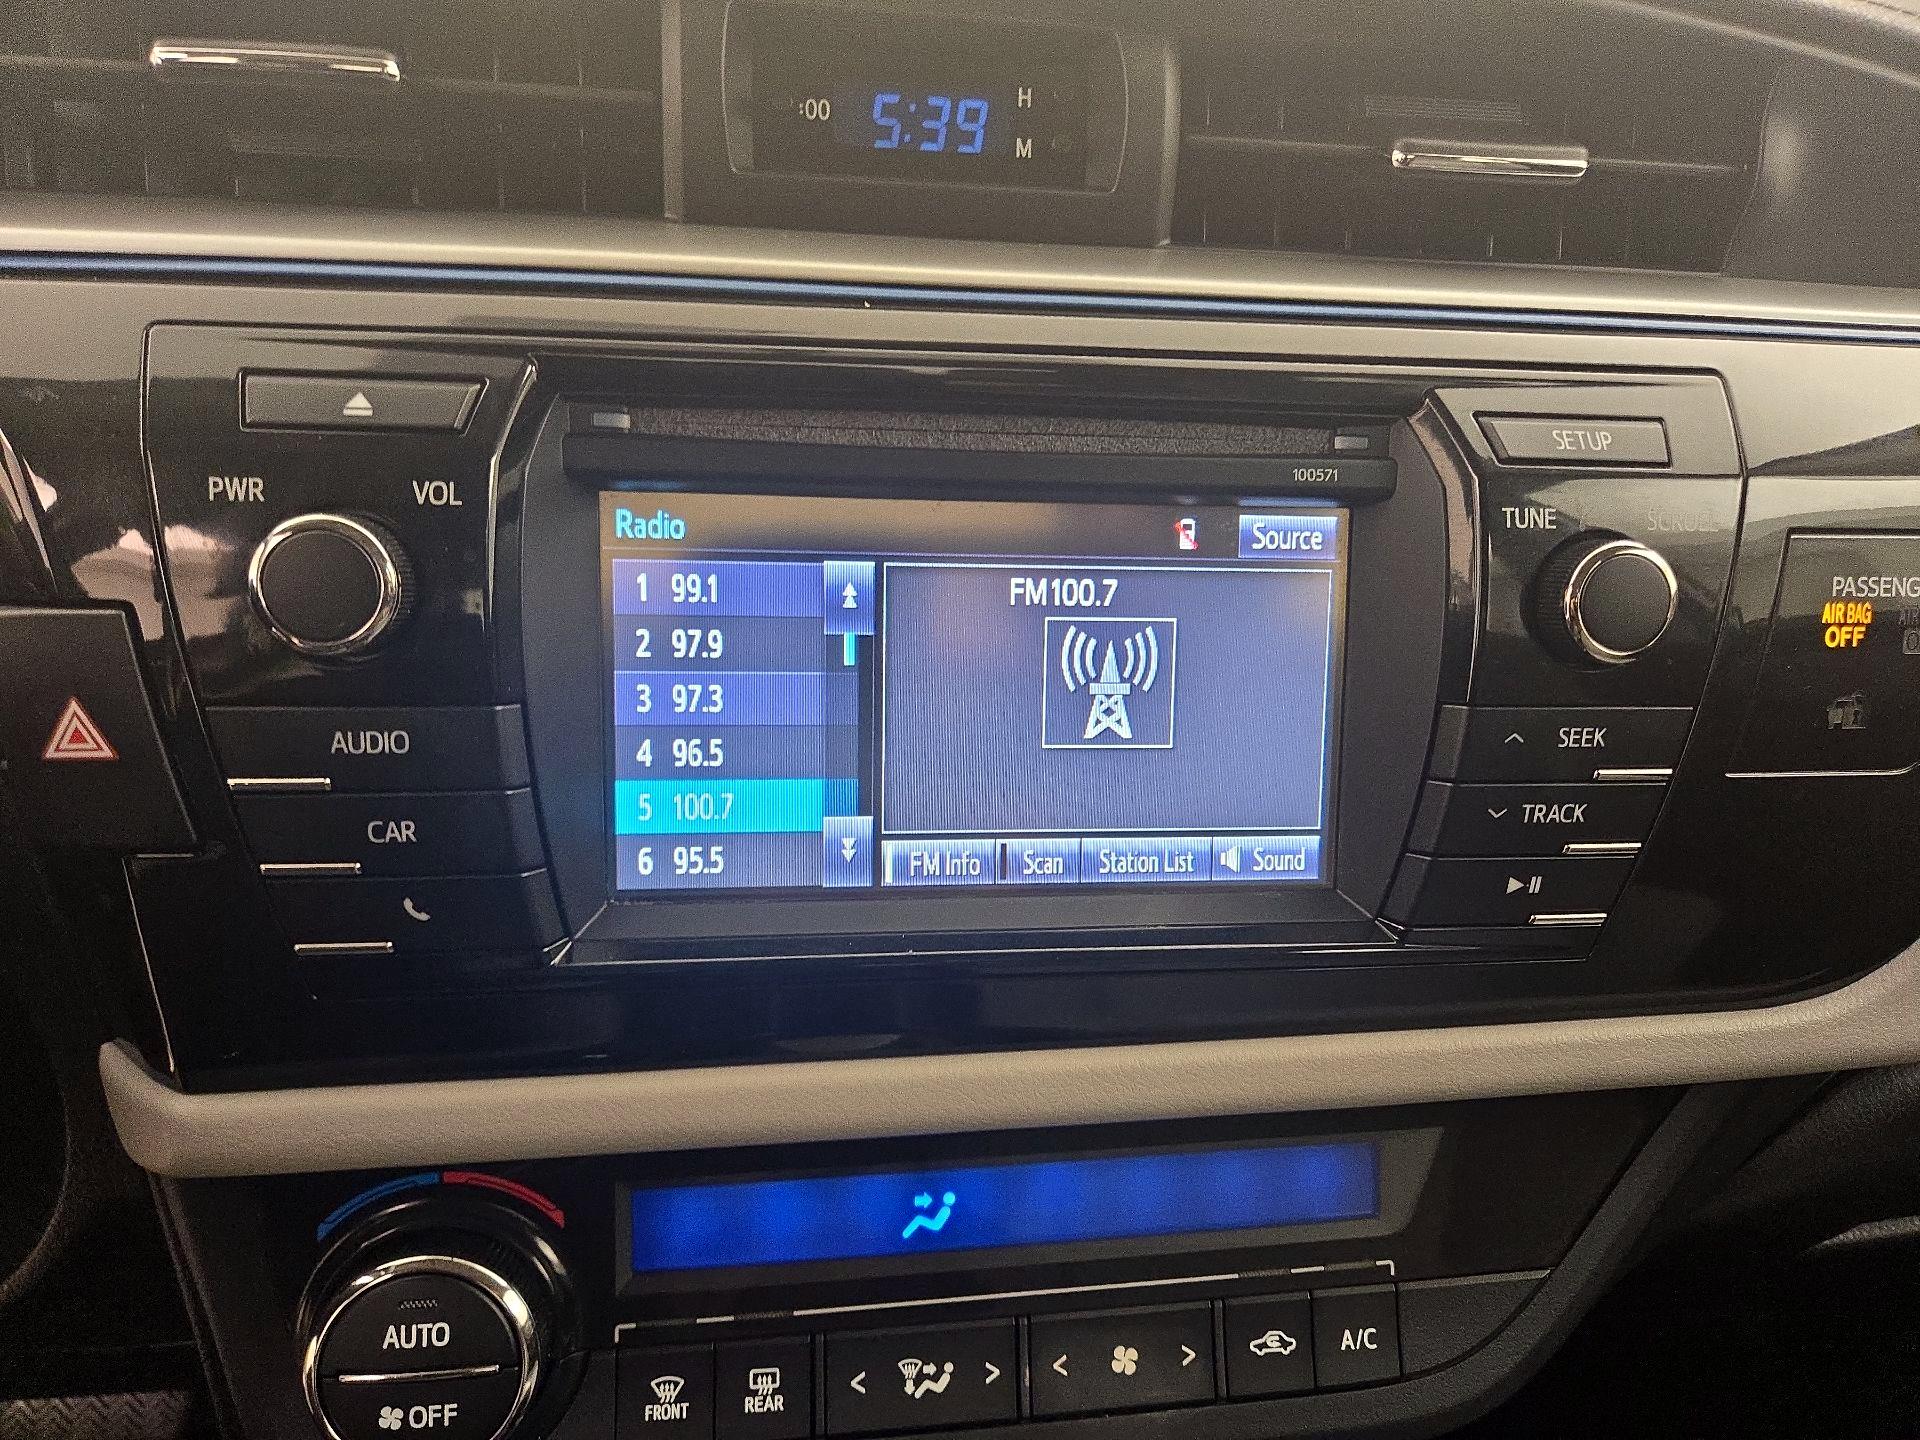 :00 5:39 H
M
SETUP
100571
PWR VOL
TUNE SCROLL
Radio Source
1 99.1
2 97.9
3 97.3
4 96.5
5 100.7
6 95.5
FM100.7
FM Info Scan Station List Sound
AUDIO
CAR
SEEK
TRACK
PASSENG
AIR BAG
OFF
AUTO
OFF
FRONT
REAR
A/C